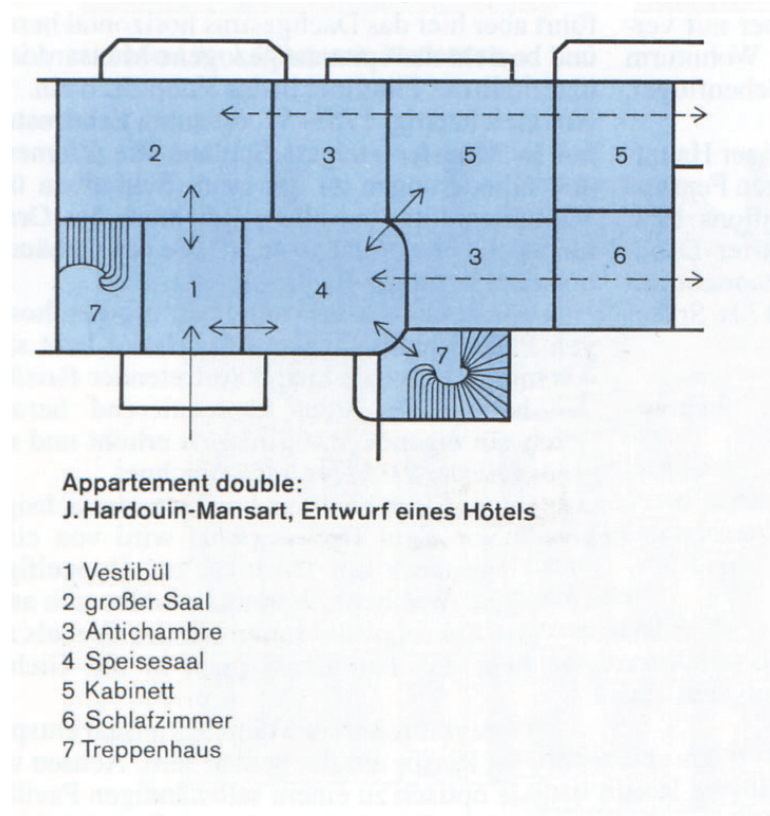 2 3 5 5
3 6
7 1 4
7
Appartement double:
J. Hardouin-Mansart, Entwurf eines Hôtels
1 Vestibül
2 großer Saal
3 Antichambre
4 Speisesaal
5 Kabinett
6 Schlafzimmer
7 Treppenhaus